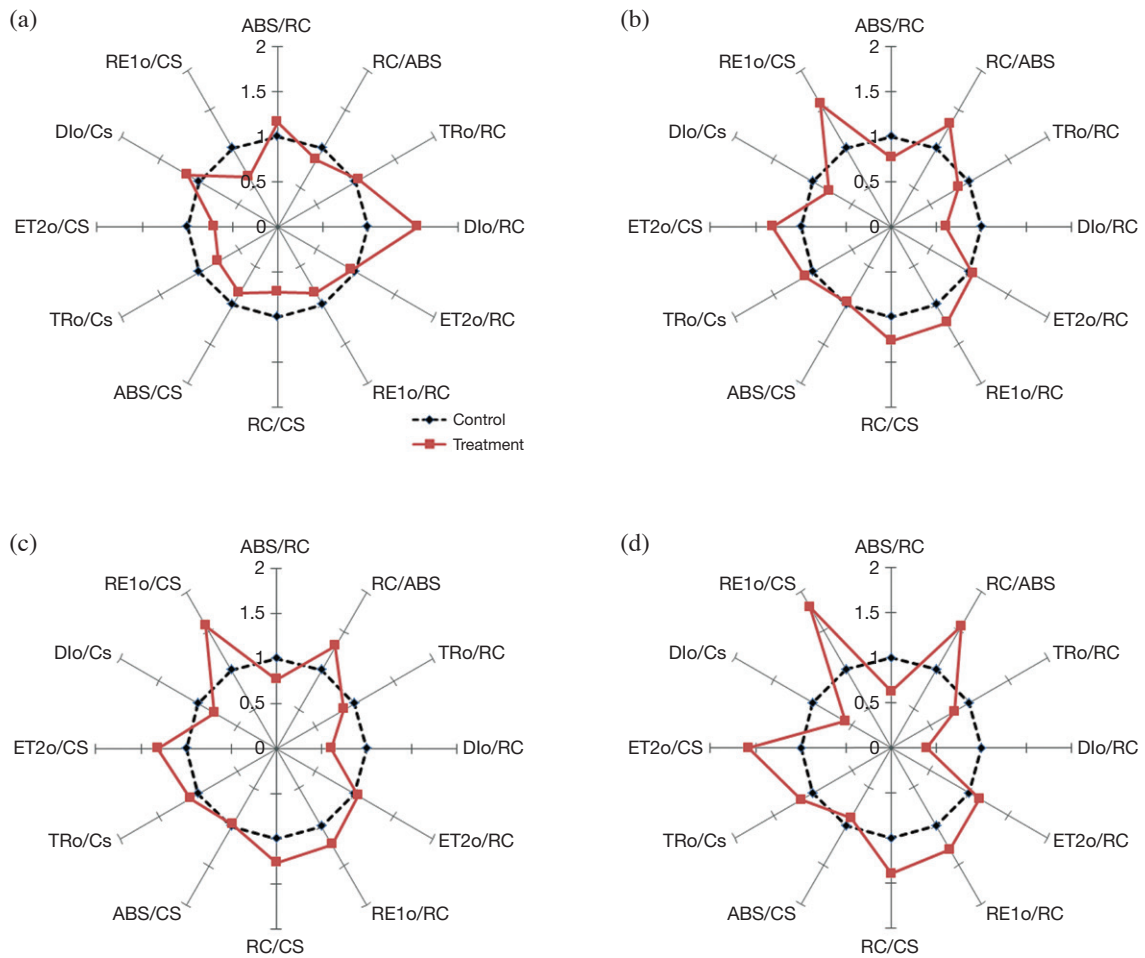 (a)
ABS/RC
2
1.5
1
0.5
0
RC/ABS
TRo/RC
DIo/RC
ET2o/RC
RE1o/RC
RC/CS
ABS/CS
TRo/Cs
ET2o/CS
DIo/Cs
RE1o/CS
Control
Treatment
(b)
ABS/RC
2
1.5
1
0.5
0
RC/ABS
TRo/RC
DIo/RC
ET2o/RC
RE1o/RC
RC/CS
ABS/CS
TRo/Cs
ET2o/CS
DIo/Cs
RE1o/CS
(c)
ABS/RC
2
1.5
1
0.5
0
RC/ABS
TRo/RC
DIo/RC
ET2o/RC
RE1o/RC
RC/CS
ABS/CS
TRo/Cs
ET2o/CS
DIo/Cs
RE1o/CS
(d)
ABS/RC
2
1.5
1
0.5
0
RC/ABS
TRo/RC
DIo/RC
ET2o/RC
RE1o/RC
RC/CS
ABS/CS
TRo/Cs
ET2o/CS
DIo/Cs
RE1o/CS